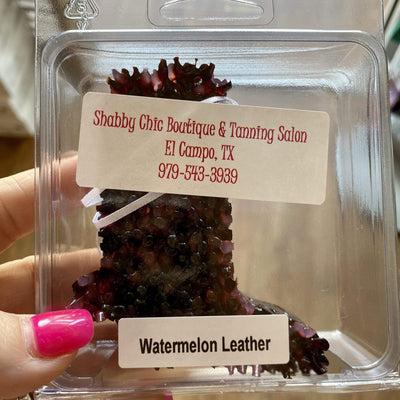 Shabby Chic Boutique & Tanning Salon
El Campo, TX
979-543-3939
Watermelon Leather